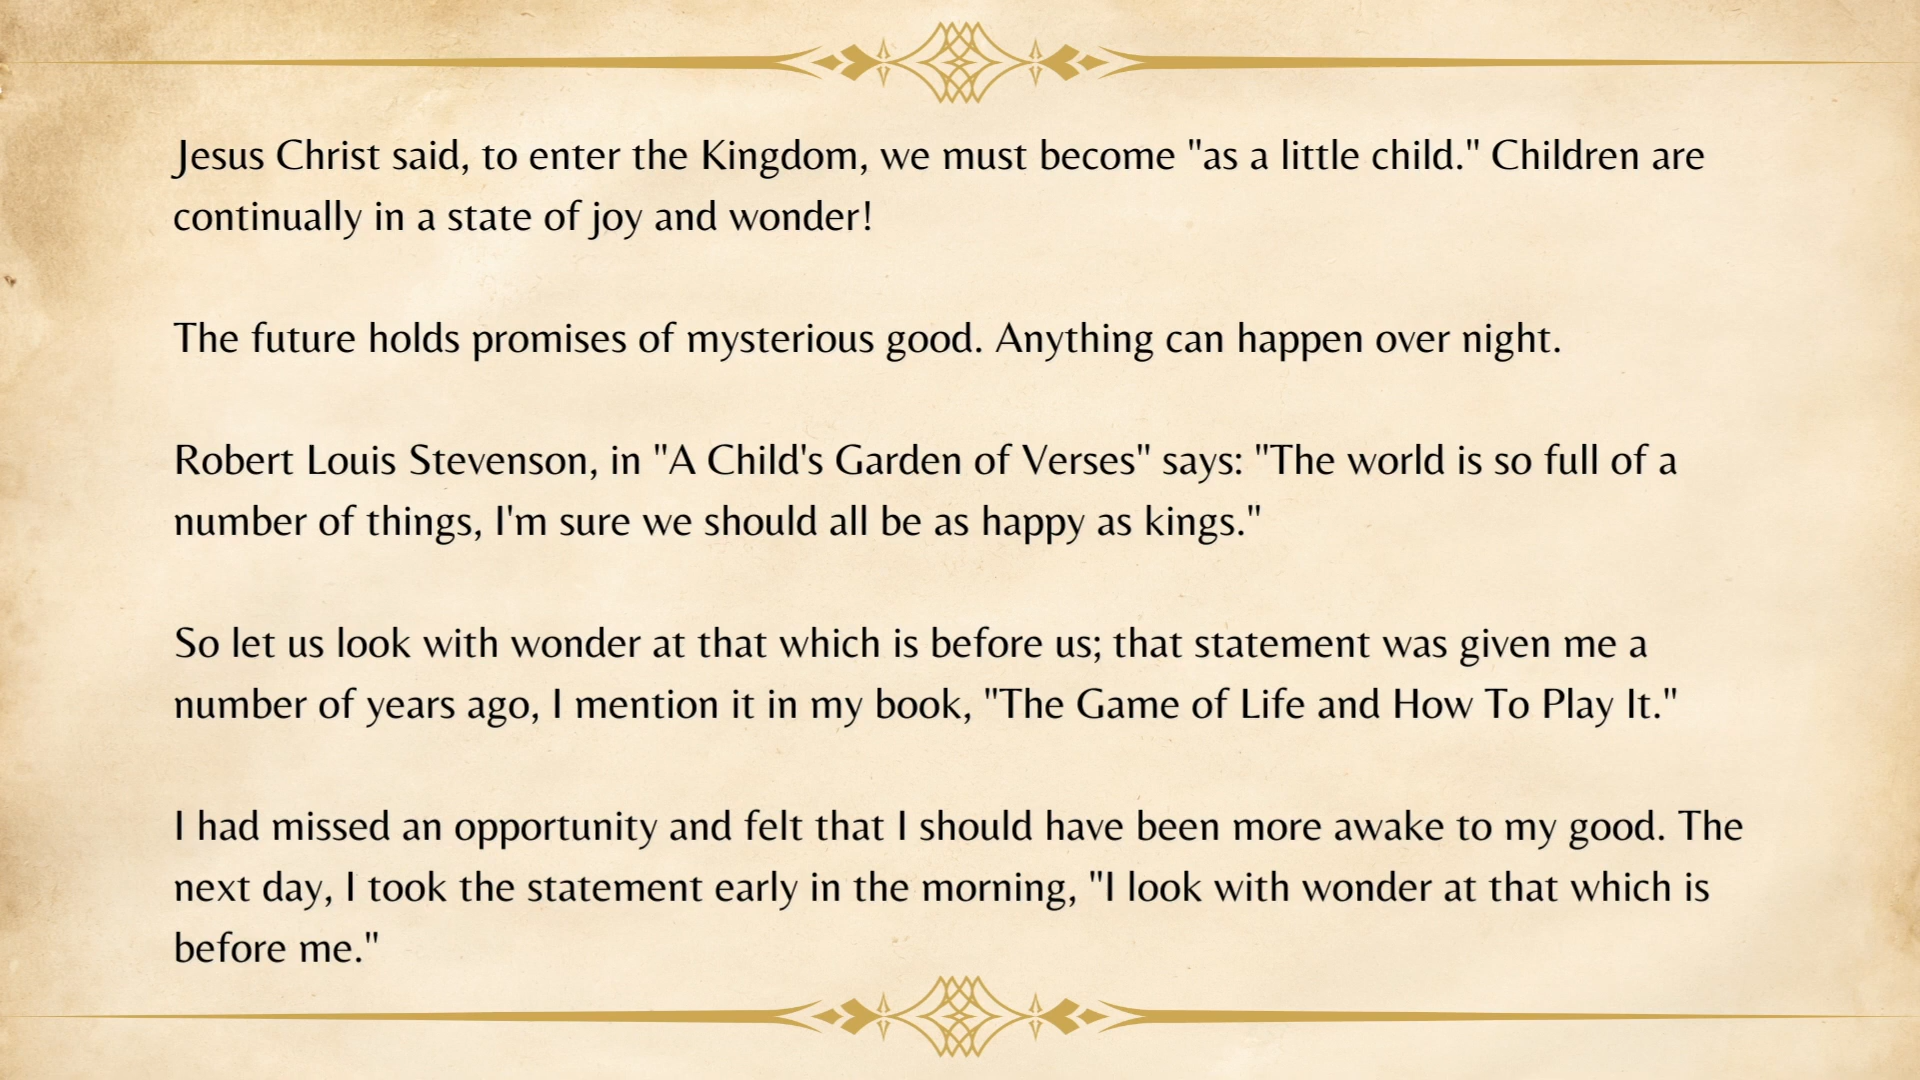 Jesus Christ said, to enter the Kingdom, we must become "as a little child." Children are
continually in a state of joy and wonder!
The future holds promises of mysterious good. Anything can happen over night.
Robert Louis Stevenson, in "A Child's Garden of Verses" says: "The world is so full of a
number of things, I'm sure we should all be as happy as kings."
So let us look with wonder at that which is before us; that statement was given me a
number of years ago, I mention it in my book, "The Game of Life and How To Play It."
I had missed an opportunity and felt that I should have been more awake to my good. The
next day, I took the statement early in the morning, "I look with wonder at that which is
before me."